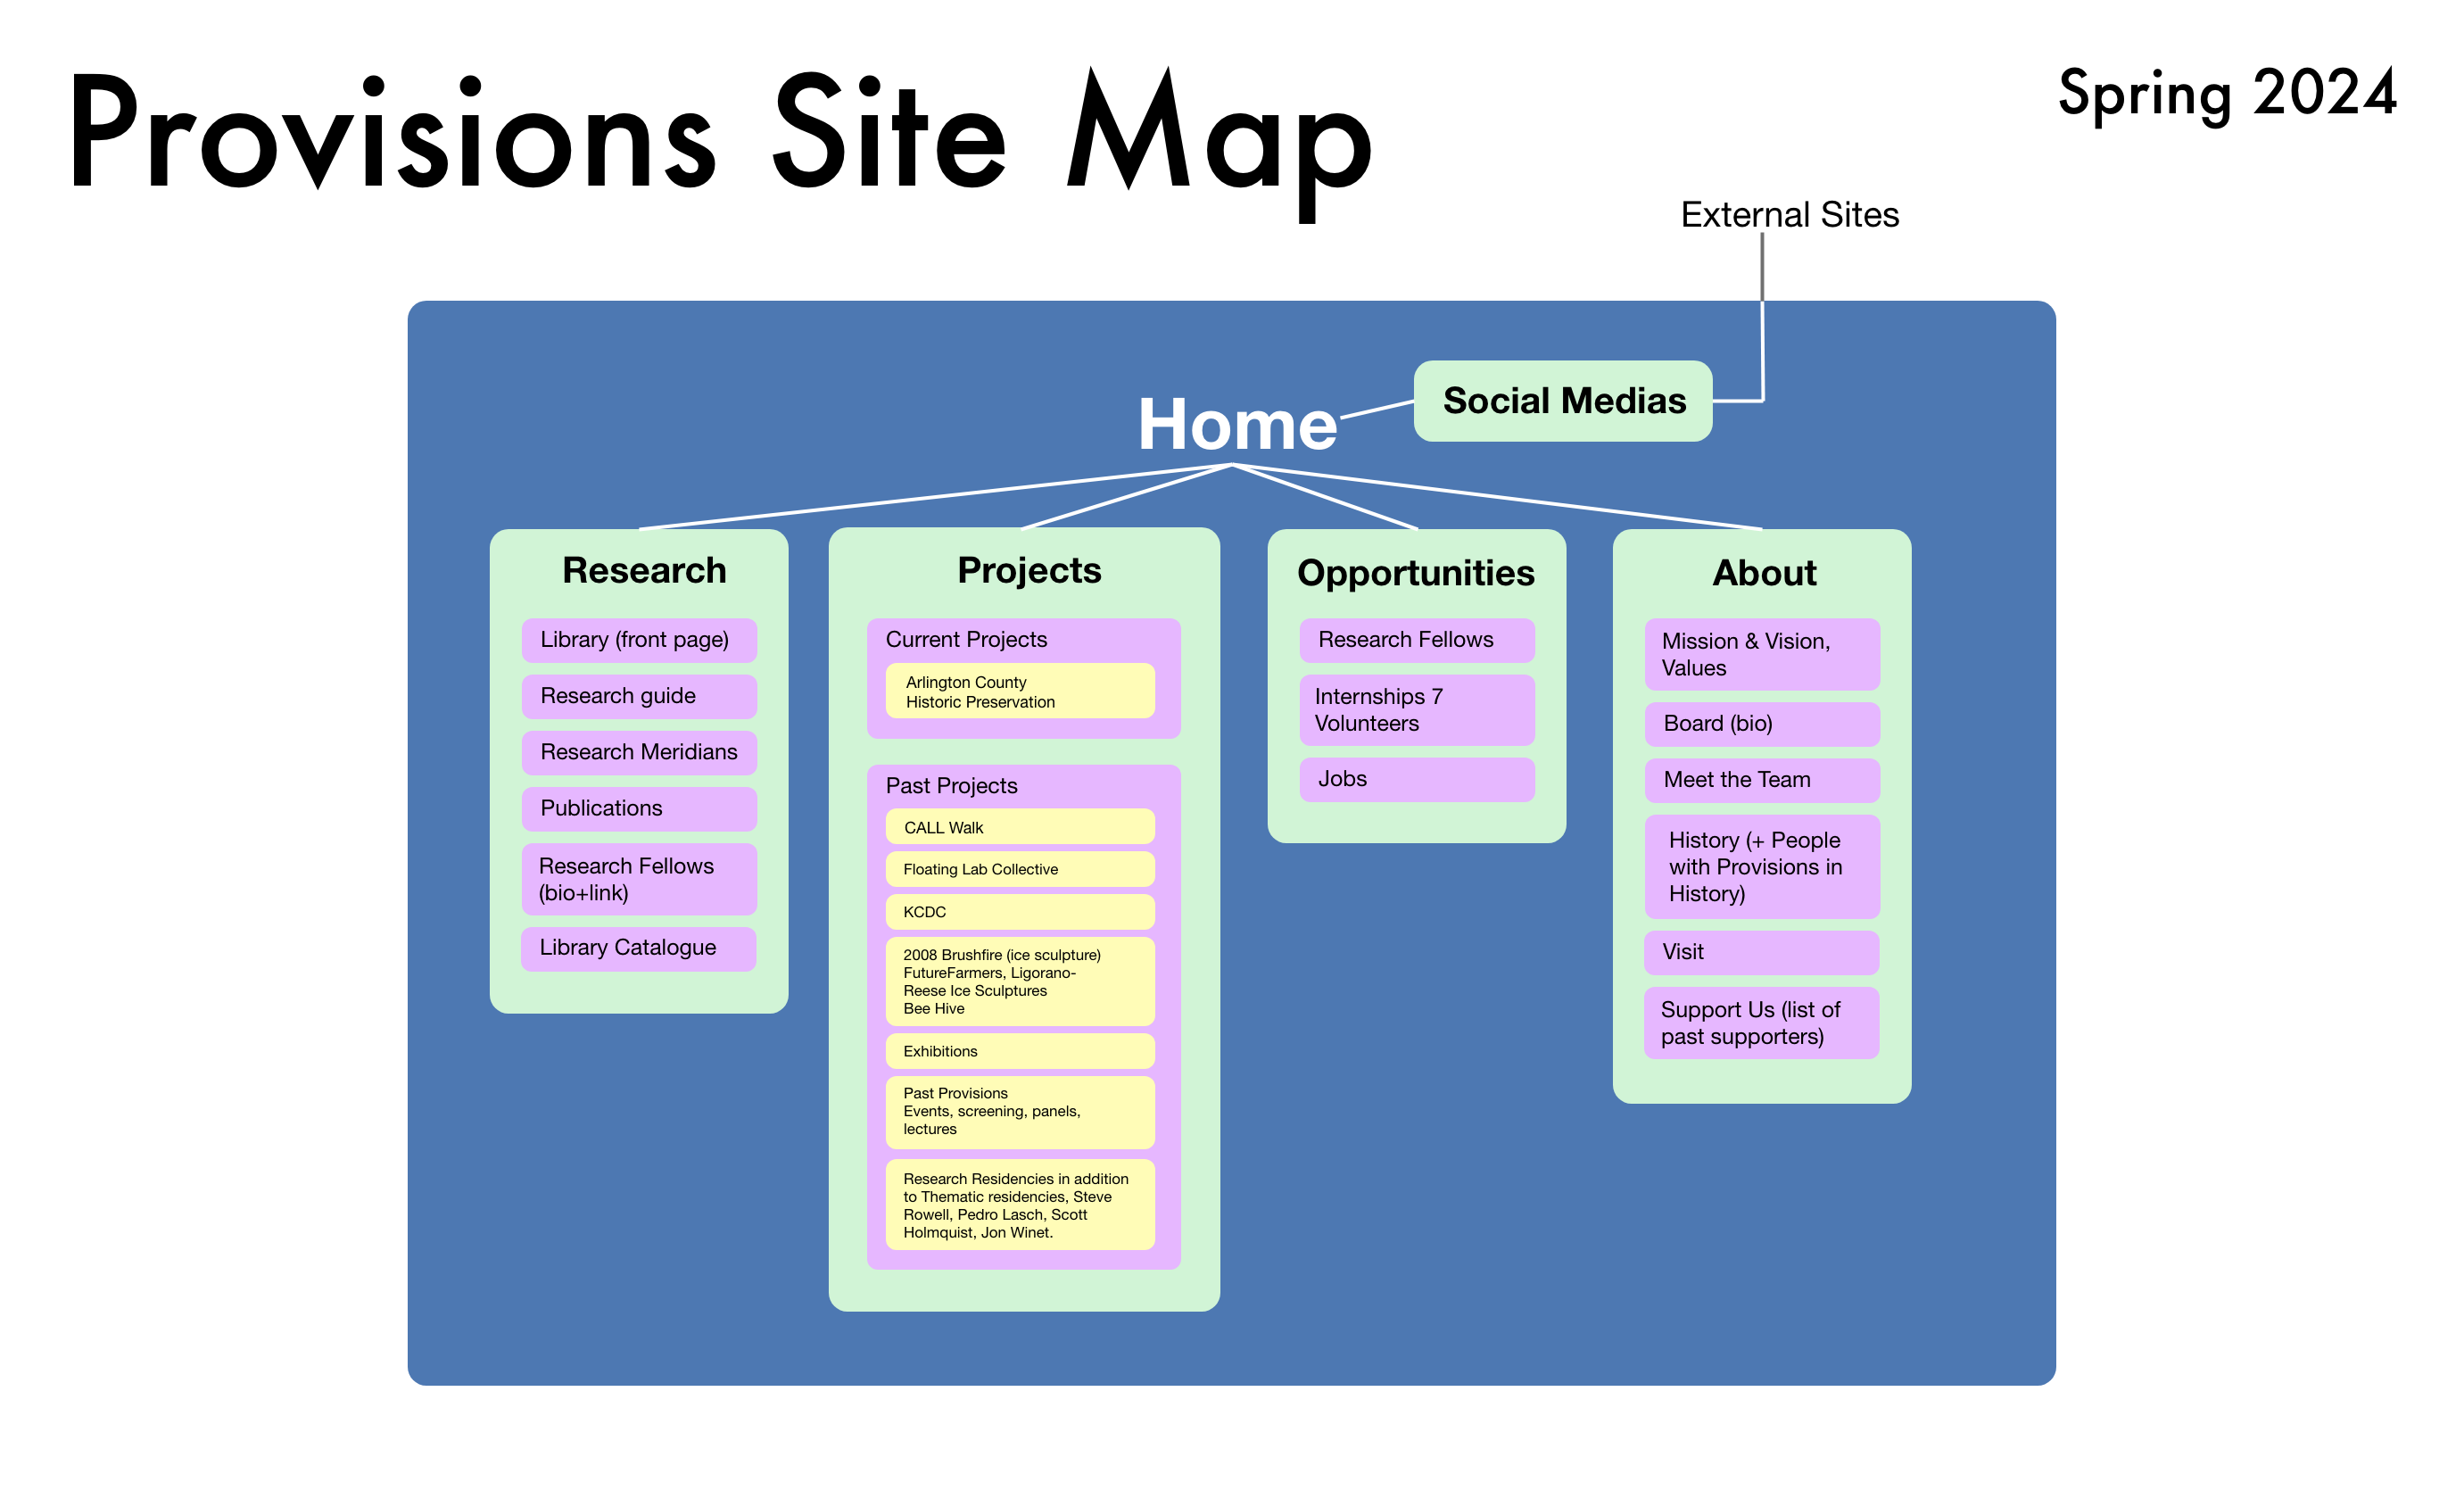 Provisions Site Map
Spring 2024
External Sites
Social Medias
Home
Research
Library (front page)
Research guide
Research Meridians
Publications
Research Fellows
(bio+link)
Library Catalogue
Projects
Current Projects
Arlington County
Historic Preservation
Past Projects
CALL Walk
Floating Lab Collective
KCDC
2008 Brushfire (ice sculpture)
FutureFarmers, Ligorano-
Reese Ice Sculptures
Bee Hive
Exhibitions
Past Provisions
Events, screening, panels,
lectures
Research Residencies in addition
to Thematic residencies, Steve
Rowell, Pedro Lasch, Scott
Holmquist, Jon Winet.
Opportunities
Research Fellows
Internships 7
Volunteers
Jobs
About
Mission & Vision,
Values
Board (bio)
Meet the Team
History (+ People
with Provisions in
History)
Visit
Support Us (list of
past supporters)